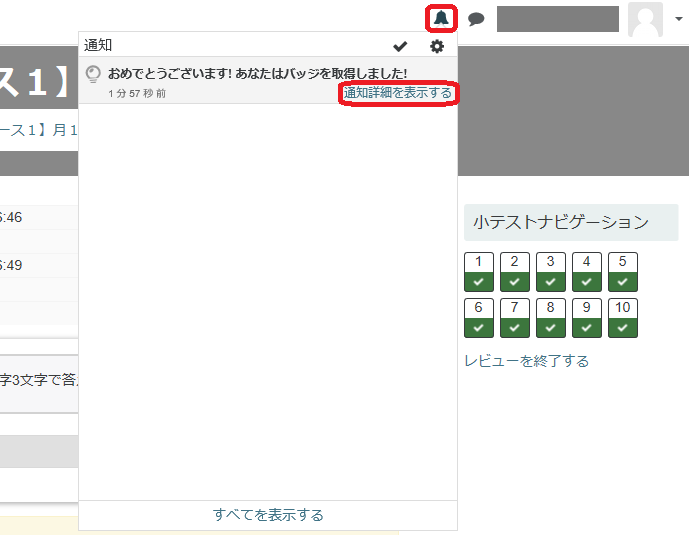 通知
おめでとうございます! あなたはバッジを取得しました!
1 分 57 秒 前
通知詳細を表示する
すべてを表示する
ス１】
ース１】月１
6:46
6:49
字3文字で答
小テストナビゲーション
1 2 3 4 5
6 7 8 9 10
レビューを終了する